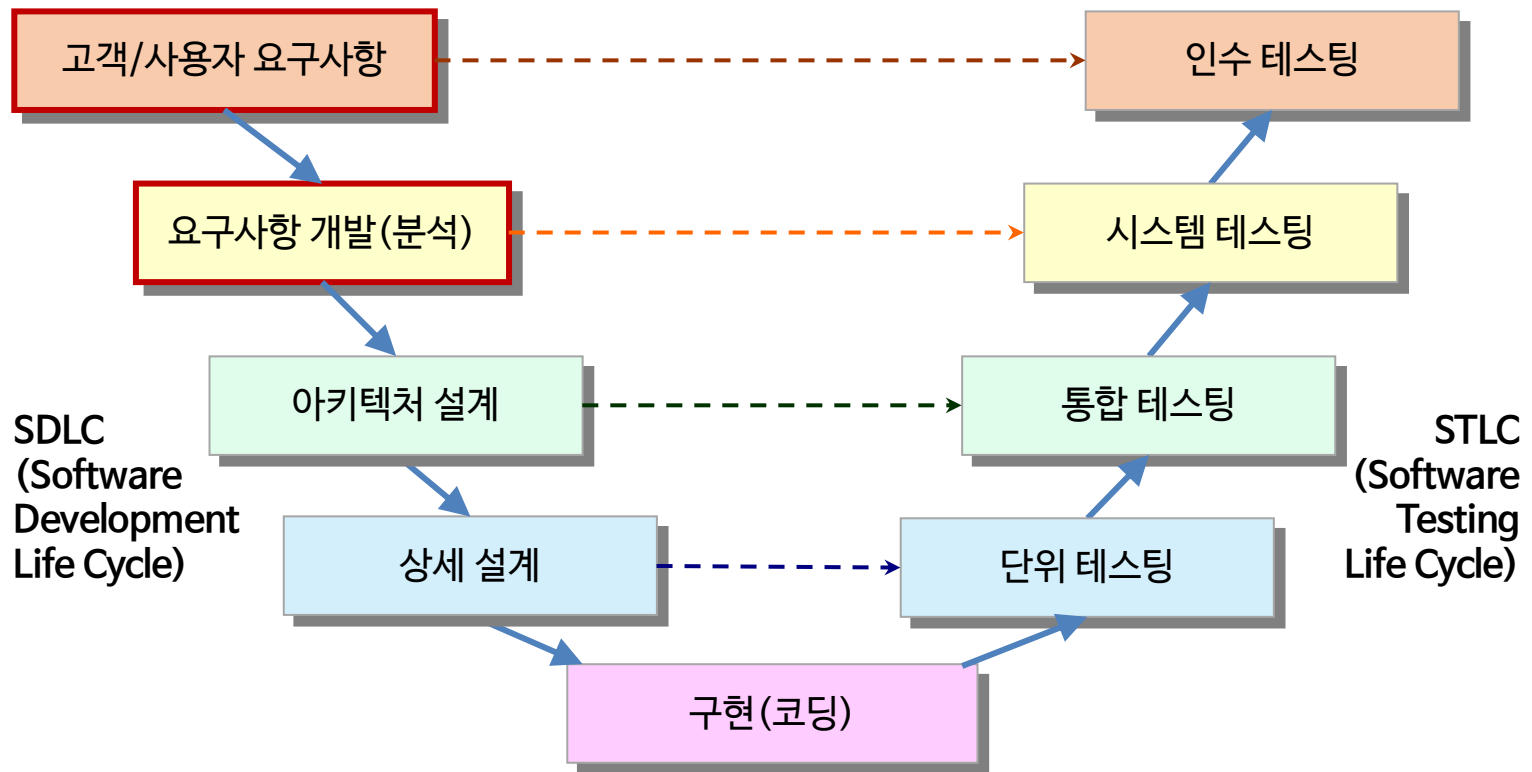 고객/사용자 요구사항
인수 테스팅
요구사항 개발(분석)
시스템 테스팅
아키텍처 설계
통합 테스팅
SDLC
(Software
Development
Life Cycle)
STLC
(Software
Testing
Life Cycle)
상세 설계
단위 테스팅
구현(코딩)